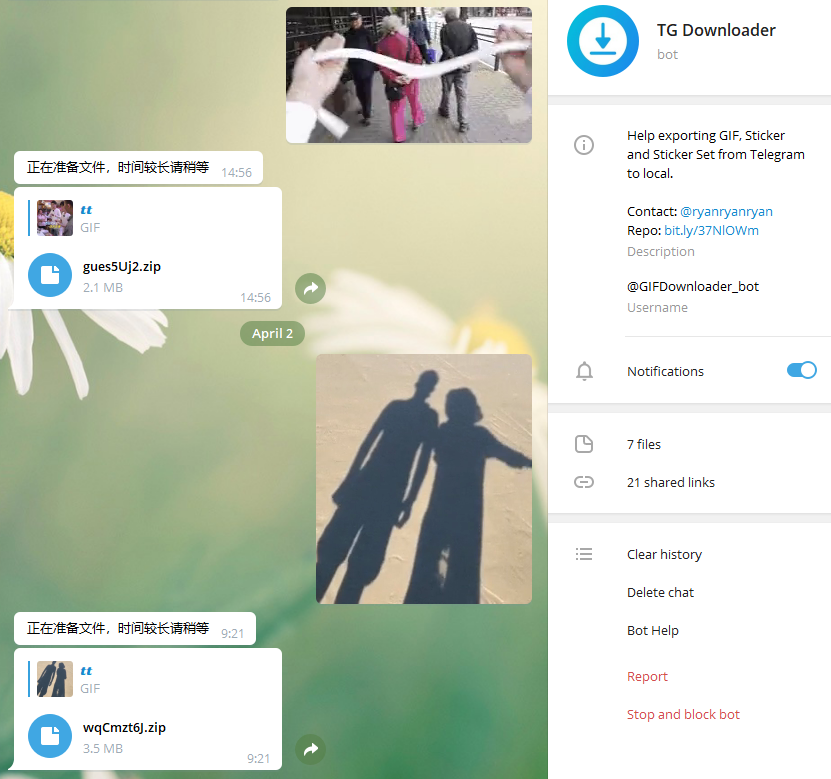 正在准备文件，时间较长请稍等 14:56
tt
GIF
gues5Uj2.zip
2.1 MB
14:56
April 2
正在准备文件，时间较长请稍等 9:21
tt
GIF
wqCmzt6J.zip
3.5 MB
9:21
TG Downloader
bot
Help exporting GIF, Sticker
and Sticker Set from Telegram
to local.
Contact: @ryanryanryan
Repo: bit.ly/37NlOWm
Description
@GIFDownloader_bot
Username
Notifications
7 files
21 shared links
Clear history
Delete chat
Bot Help
Report
Stop and block bot